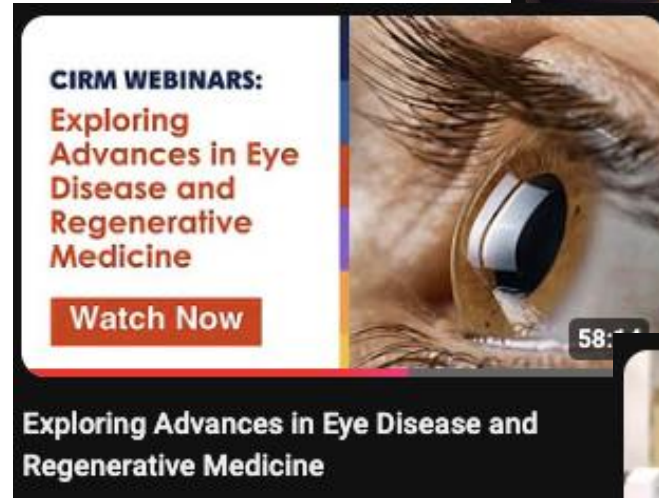 CIRM WEBINARS:
Exploring
Advances in Eye
Disease and
Regenerative
Medicine
Watch Now
Exploring Advances in Eye Disease and
Regenerative Medicine